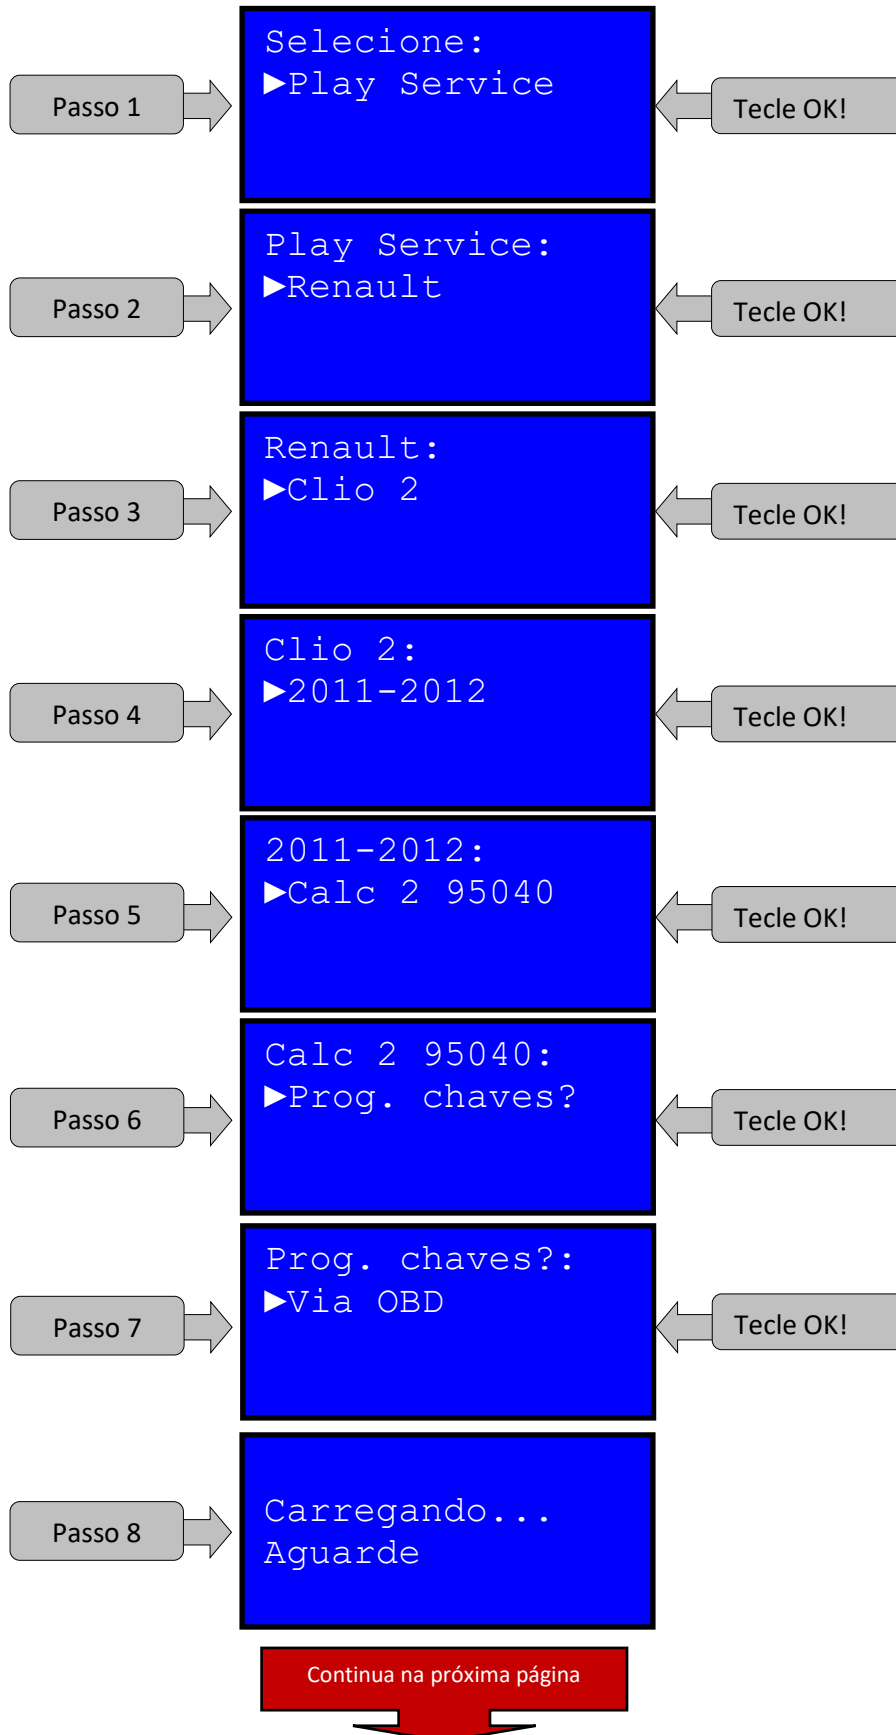 Selecione:
►Play Service
Passo 1
Tecle OK!
Play Service:
►Renault
Passo 2
Tecle OK!
Renault:
►Clio 2
Passo 3
Tecle OK!
Clio 2:
►2011-2012
Passo 4
Tecle OK!
2011-2012:
►Calc 2 95040
Passo 5
Tecle OK!
Calc 2 95040:
►Prog. chaves?
Passo 6
Tecle OK!
Prog. chaves?:
►Via OBD
Passo 7
Tecle OK!
Carregando...
Aguarde
Passo 8
Continua na próxima página